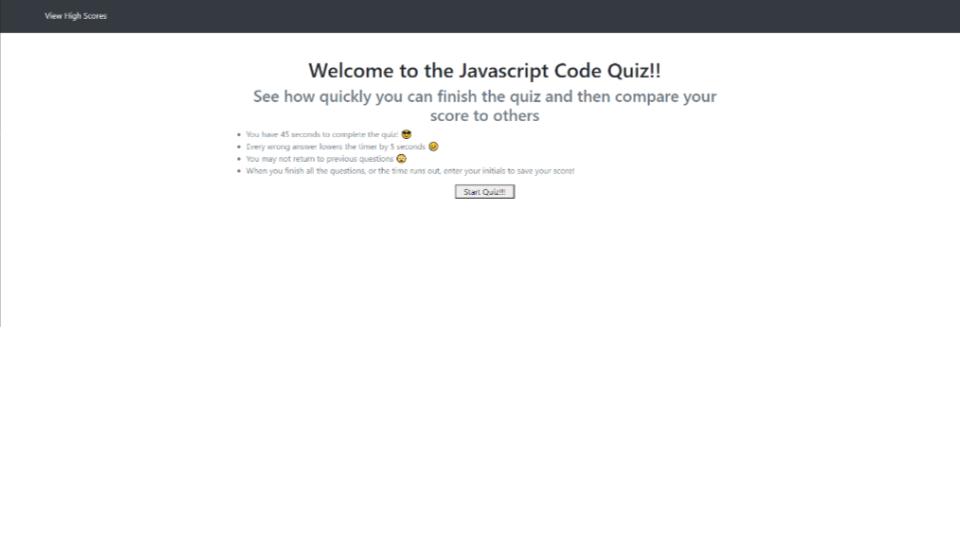 View High Scores
Welcome to the Javascript Code Quiz!!
See how quickly you can finish the quiz and then compare your
score to others
You have 45 seconds to complete the quiz! 😎
Every wrong answer lowers the timer by 5 seconds 🤨
You may not return to previous questions 😳
When you finish all the questions, or the time runs out, enter your initials to save your score!
Start Quiz!!!